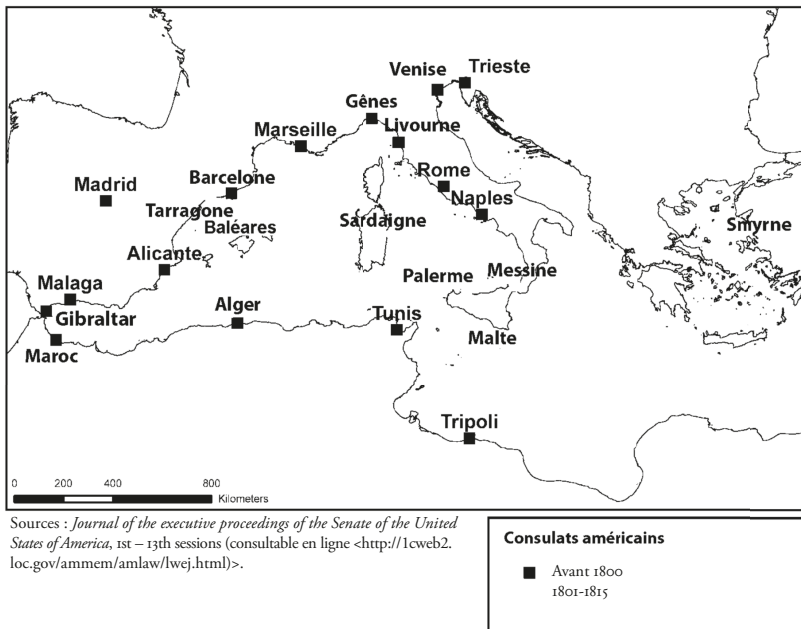 Venise
Trieste
Gênes
Marseille
Livourne
Madrid
Barcelone
Rome
Tarragone
Naples
Baléares
Sardaigne
Smyrne
Alicante
Palerme
Messine
Malaga
Alger
Tunis
Gibraltar
Malte
Maroc
Tripoli
0 200 400 800
Kilometers
Sources : Journal of the executive proceedings of the Senate of the United
States of America, 1st – 13th sessions (consultable en ligne <http://1cweb2.
loc.gov/ammem/amlaw/lwej.html)>.
Consulats américains
Avant 1800
1801-1815